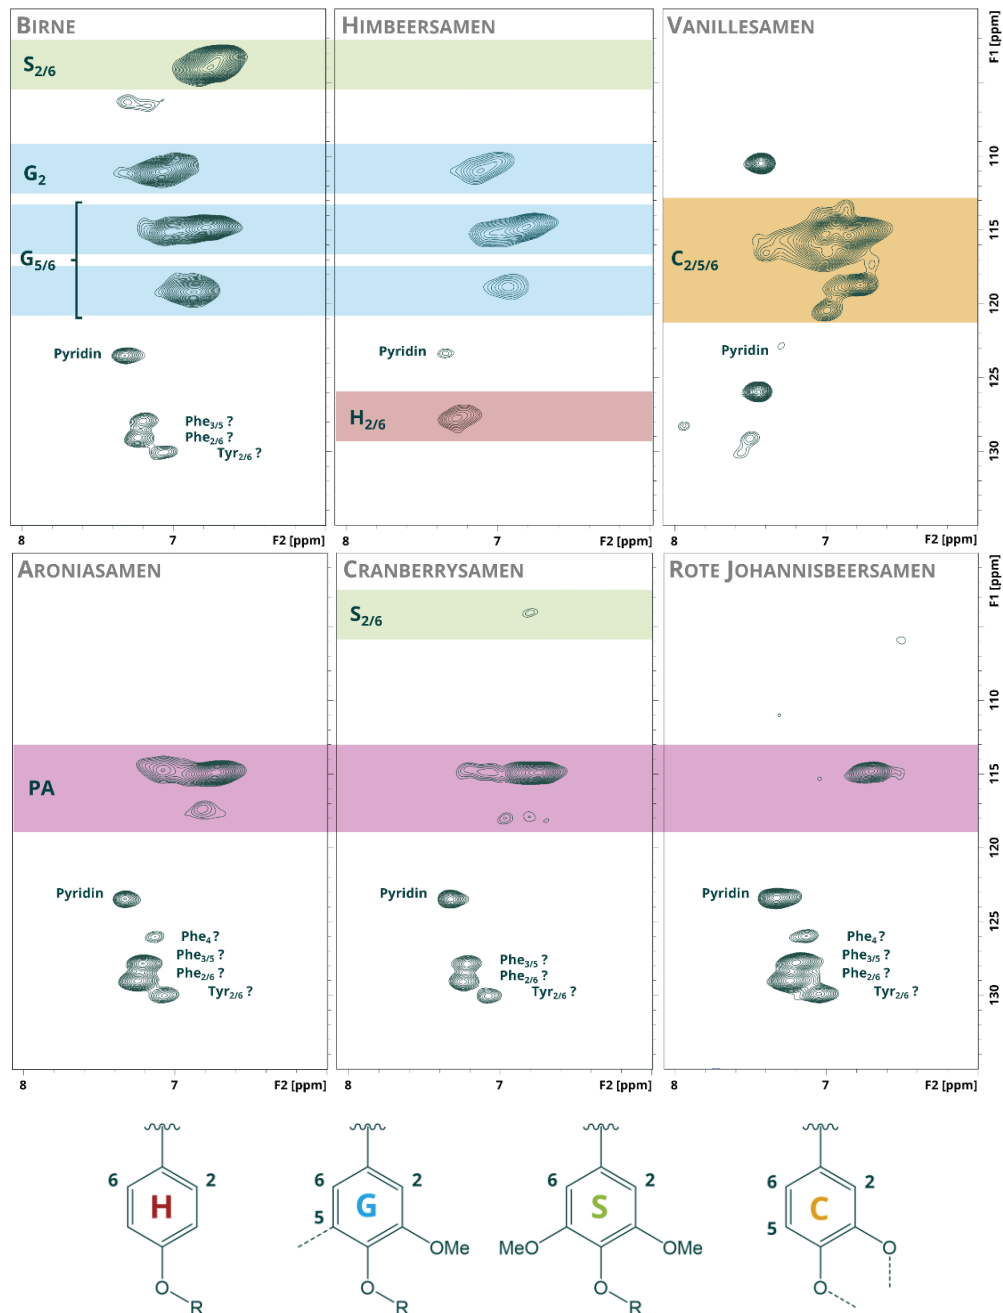 BIRNE
HIMBEERSAMEN
VANILLESAMEN
F1 [ppm]
S2/6
G2
G5/6
C2/5/6
110
115
120
125
130
Pyridin
Pyridin
Pyridin
H2/6
Phe3/5 ?
Phe2/6 ?
Tyr2/6 ?
8 7 F2 [ppm]
8 7 F2 [ppm]
8 7 F2 [ppm]
ARONIASAMEN
CRANBERRYSAMEN
ROTE JOHANNISBEERSAMEN
F1 [ppm]
S2/6
PA
110
115
120
125
130
Pyridin
Pyridin
Pyridin
Phe4 ?
Phe3/5 ?
Phe2/6 ?
Tyr2/6 ?
Phe3/5 ?
Phe2/6 ?
Tyr2/6 ?
Phe4 ?
Phe3/5 ?
Phe2/6 ?
Tyr2/6 ?
8 7 F2 [ppm]
8 7 F2 [ppm]
8 7 F2 [ppm]
6 2
H
O
R
6 2
5
G
OMe
O
R
6 2
S
MeO OMe
O
R
6 2
5
C
O
O